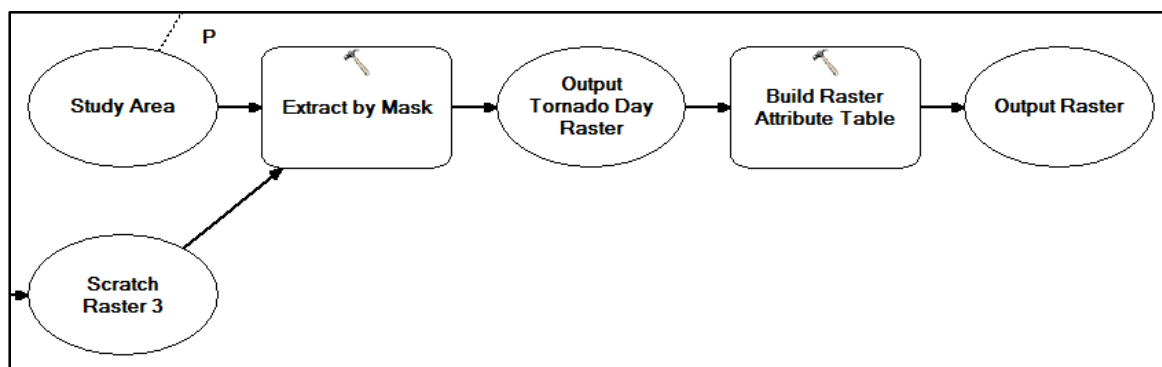 P
Study Area
Extract by Mask
Output
Tornado Day
Raster
Build Raster
Attribute Table
Output Raster
Scratch
Raster 3